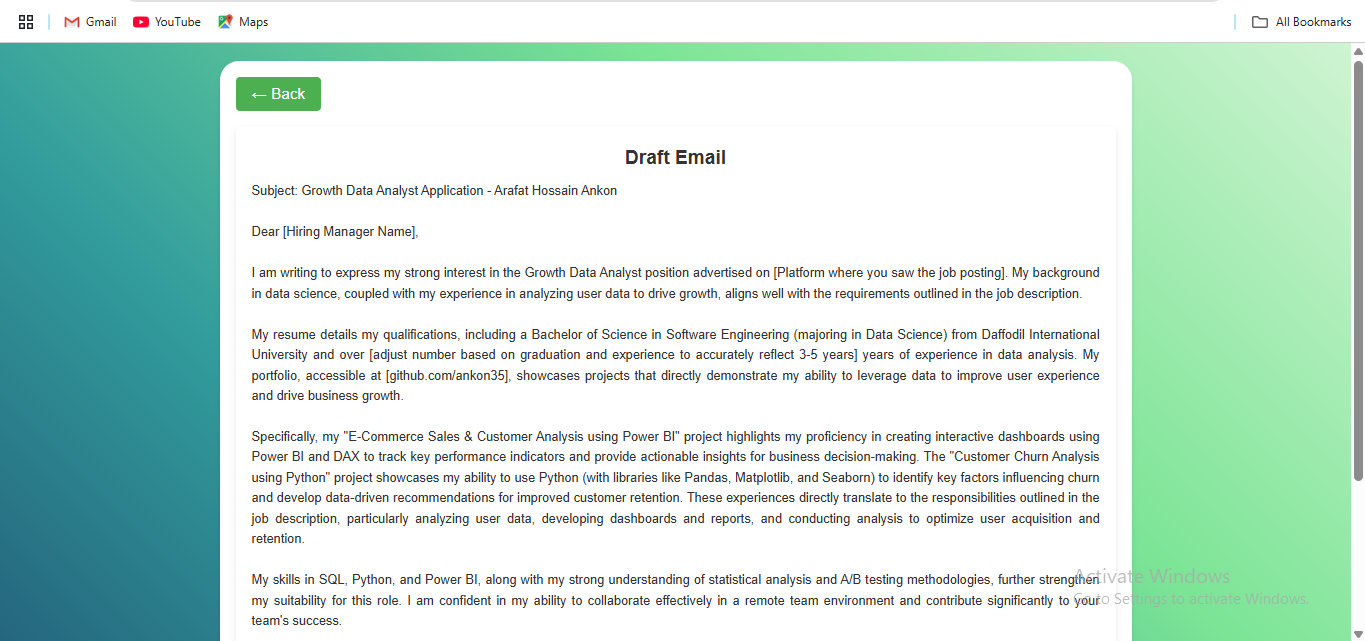 Gmail YouTube Maps All Bookmarks
← Back
Draft Email
Subject: Growth Data Analyst Application - Arafat Hossain Ankon
Dear [Hiring Manager Name],
I am writing to express my strong interest in the Growth Data Analyst position advertised on [Platform where you saw the job posting]. My background
in data science, coupled with my experience in analyzing user data to drive growth, aligns well with the requirements outlined in the job description.
My resume details my qualifications, including a Bachelor of Science in Software Engineering (majoring in Data Science) from Daffodil International
University and over [adjust number based on graduation and experience to accurately reflect 3-5 years] years of experience in data analysis. My
portfolio, accessible at [github.com/ankon35], showcases projects that directly demonstrate my ability to leverage data to improve user experience
and drive business growth.
Specifically, my "E-Commerce Sales & Customer Analysis using Power BI" project highlights my proficiency in creating interactive dashboards using
Power BI and DAX to track key performance indicators and provide actionable insights for business decision-making. The "Customer Churn Analysis
using Python" project showcases my ability to use Python (with libraries like Pandas, Matplotlib, and Seaborn) to identify key factors influencing churn
and develop data-driven recommendations for improved customer retention. These experiences directly translate to the responsibilities outlined in the
job description, particularly analyzing user data, developing dashboards and reports, and conducting analysis to optimize user acquisition and
retention.
My skills in SQL, Python, and Power BI, along with my strong understanding of statistical analysis and A/B testing methodologies, further strengthen
my suitability for this role. I am confident in my ability to collaborate effectively in a remote team environment and contribute significantly to your
team's success.
Activate Windows
Go to Settings to activate Windows.